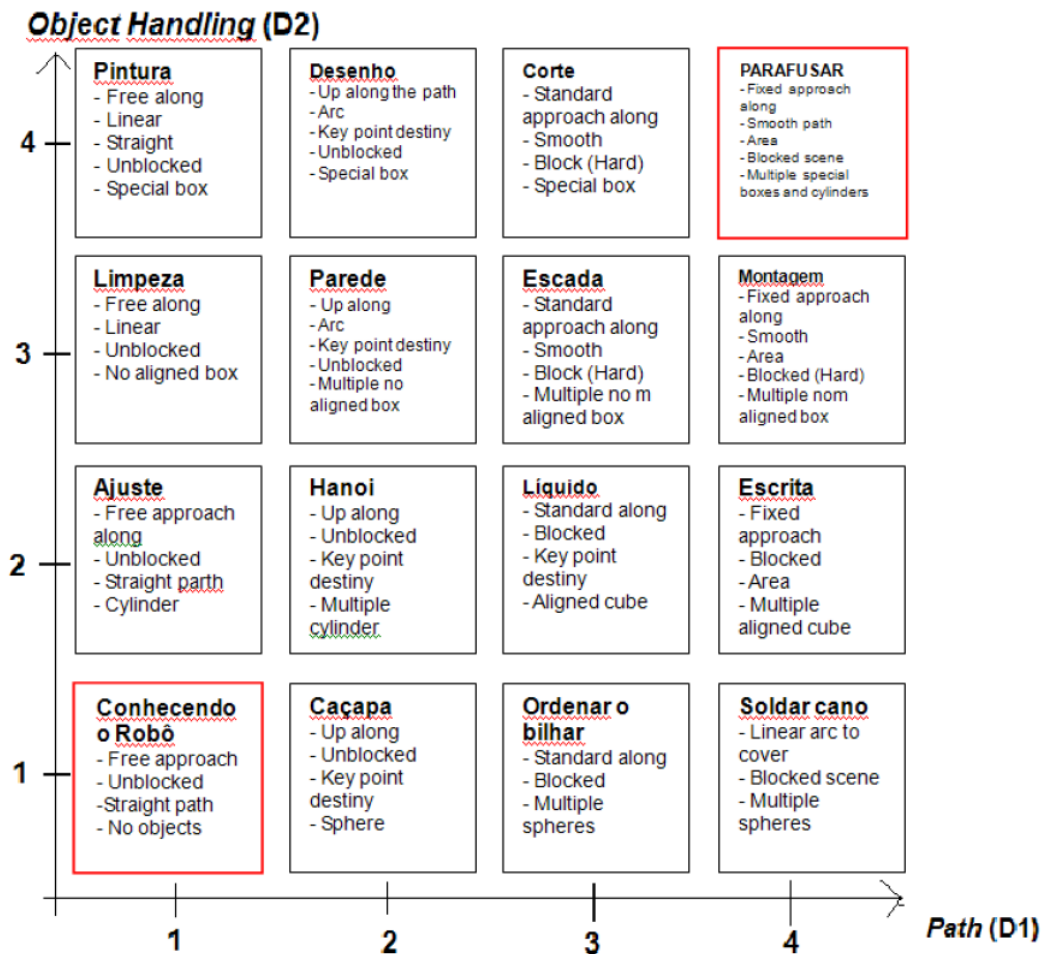 Object Handling (D2)
4
Pintura
- Free along
- Linear
- Straight
- Unblocked
- Special box
Desenho
- Up along the path
- Arc
- Key point destiny
- Unblocked
- Special box
Corte
- Standard
approach along
- Smooth
- Block (Hard)
- Special box
PARAFUSAR
- Fixed approach
along
- Smooth path
- Area
- Blocked scene
- Multiple special
boxes and cylinders
3
Limpeza
- Free along
- Linear
- Unblocked
- No aligned box
Parede
- Up along
- Arc
- Key point destiny
- Unblocked
- Multiple no
aligned box
Escada
- Standard
approach along
- Smooth
- Block (Hard)
- Multiple no m
aligned box
Montagem
- Fixed approach
along
- Smooth
- Area
- Blocked (Hard)
- Multiple nom
aligned box
2
Ajuste
- Free approach
along
- Unblocked
- Straight parth
- Cylinder
Hanoi
- Up along
- Unblocked
- Key point
destiny
- Multiple
cylinder
Líquido
- Standard along
- Blocked
- Key point
destiny
- Aligned cube
Escrita
- Fixed
approach
- Blocked
- Area
- Multiple
aligned cube
1
Conhecendo
o Robô
- Free approach
- Unblocked
-Straight path
- No objects
Caçapa
- Up along
- Unblocked
- Key point
destiny
- Sphere
Ordenar o
bilhar
- Standard along
- Blocked
- Multiple
spheres
Soldar cano
- Linear arc to
cover
- Blocked scene
- Multiple
spheres
1
2
3
4
Path (D1)